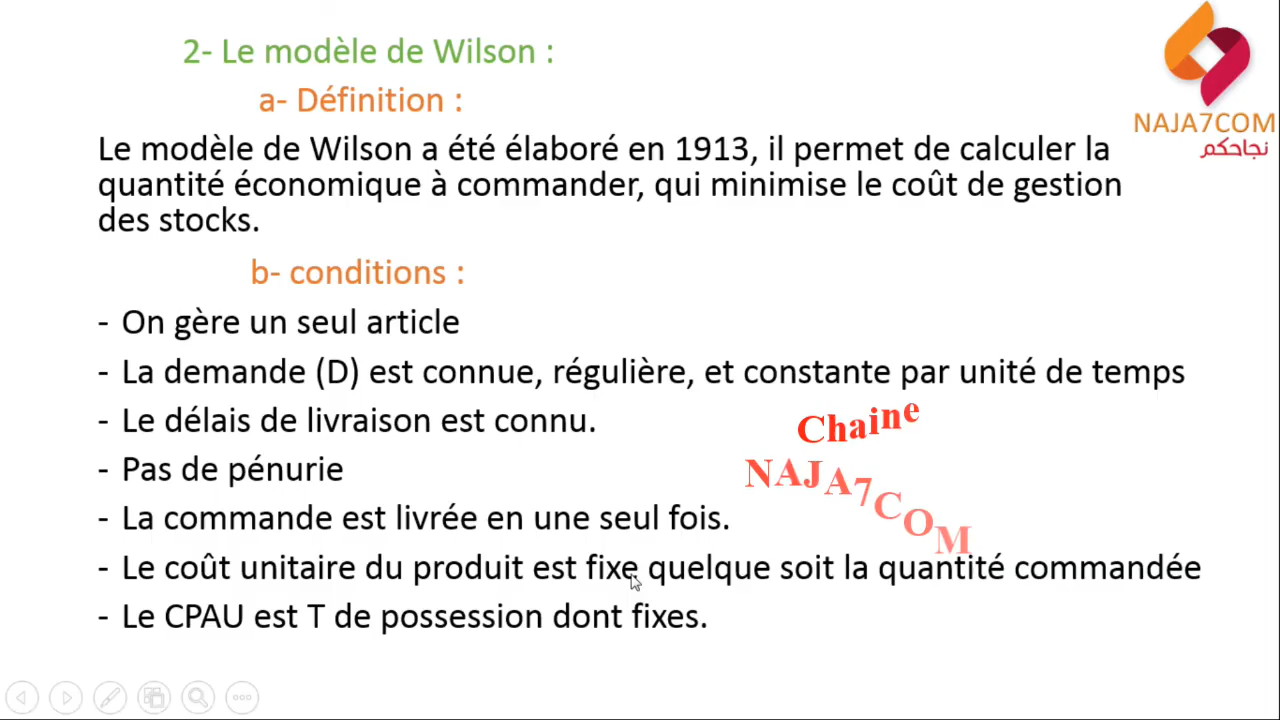 2- Le modèle de Wilson :
a- Définition :
NAJA7COM
نجاحكم
Le modèle de Wilson a été élaboré en 1913, il permet de calculer la
quantité économique à commander, qui minimise le coût de gestion
des stocks.
b- conditions :
- On gère un seul article
- La demande (D) est connue, régulière, et constante par unité de temps
- Le délais de livraison est connu.
Chaine
- Pas de pénurie
NAJA7COM
- La commande est livrée en une seul fois.
- Le coût unitaire du produit est fixe quelque soit la quantité commandée
- Le CPAU est T de possession dont fixes.